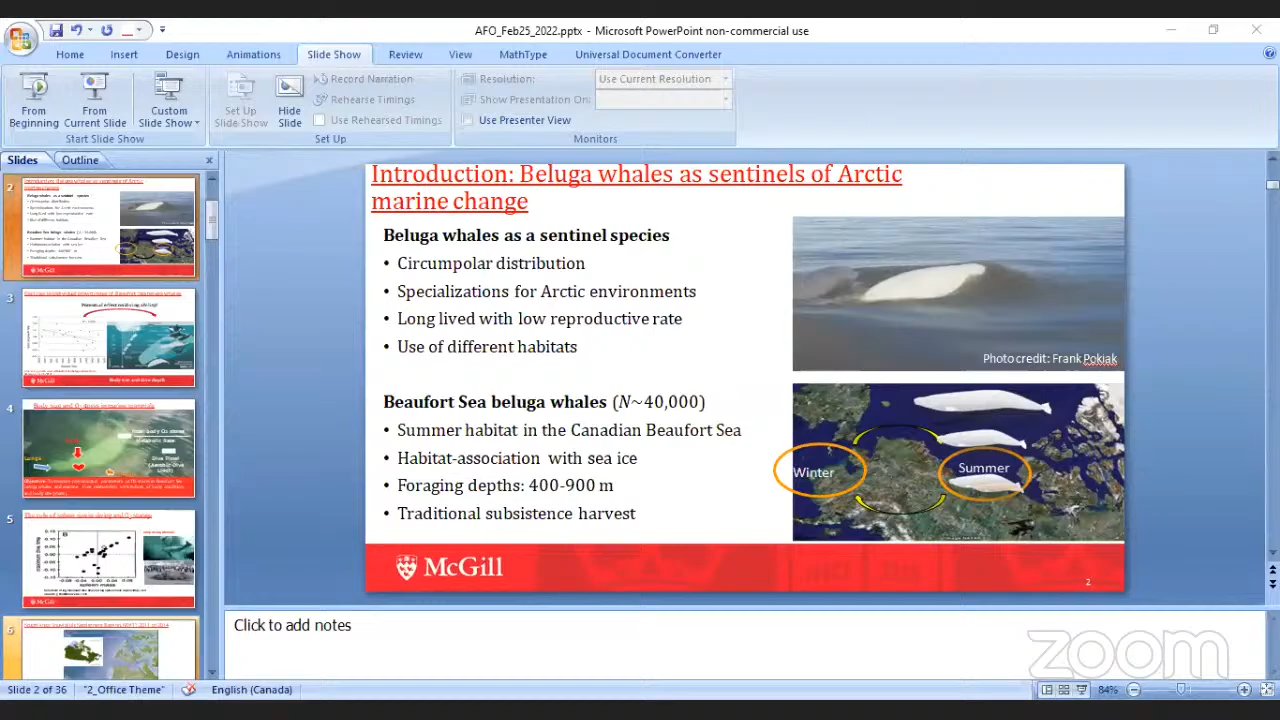 AFO_Feb25_2022.pptx - Microsoft PowerPoint non-commercial use
Home Insert Design Animations Slide Show Review View MathType Universal Document Converter
From Beginning
From Current Slide
Custom Slide Show
Start Slide Show
Set Up Slide Show
Hide Slide
Record Narration
Rehearse Timings
Use Rehearsed Timings
Set Up
Resolution: Use Current Resolution
Show Presentation On:
Use Presenter View
Monitors
Slides Outline
2
3
4
5
6
Introduction: Beluga whales as sentinels of Arctic
marine change
Beluga whales as a sentinel species
• Circumpolar distribution
• Specializations for Arctic environments
• Long lived with low reproductive rate
• Use of different habitats
Photo credit: Frank Pokiak
Beaufort Sea beluga whales (N~40,000)
• Summer habitat in the Canadian Beaufort Sea
• Habitat-association with sea ice
• Foraging depths 400-900 m
• Traditional subsistence harvest
Winter
Summer
McGill
2
Click to add notes
zoom
Slide 2 of 36 "2_Office Theme" English (Canada) 84%